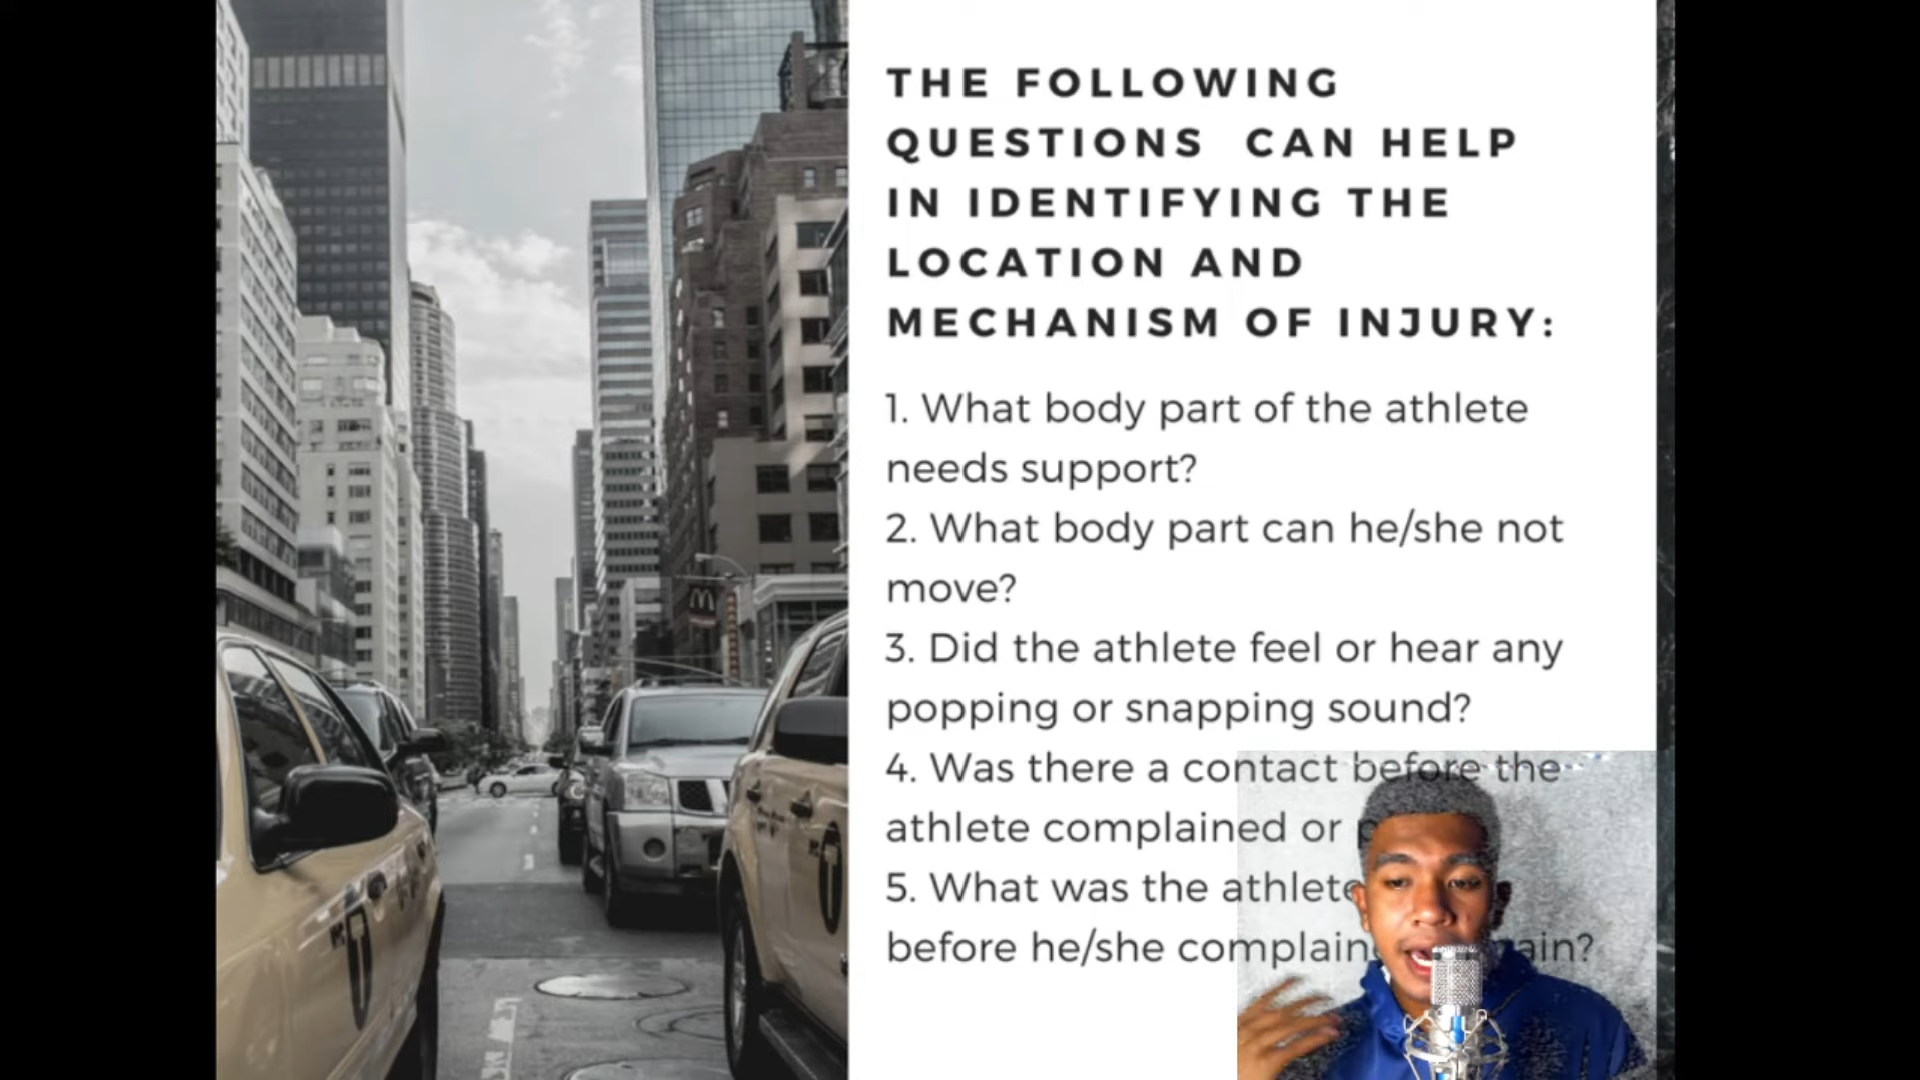 THE FOLLOWING
QUESTIONS CAN HELP
IN IDENTIFYING THE
LOCATION AND
MECHANISM OF INJURY:
1. What body part of the athlete
needs support?
2. What body part can he/she not
move?
3. Did the athlete feel or hear any
popping or snapping sound?
4. Was there a contact before the
athlete complained or
5. What was the athlete
before he/she